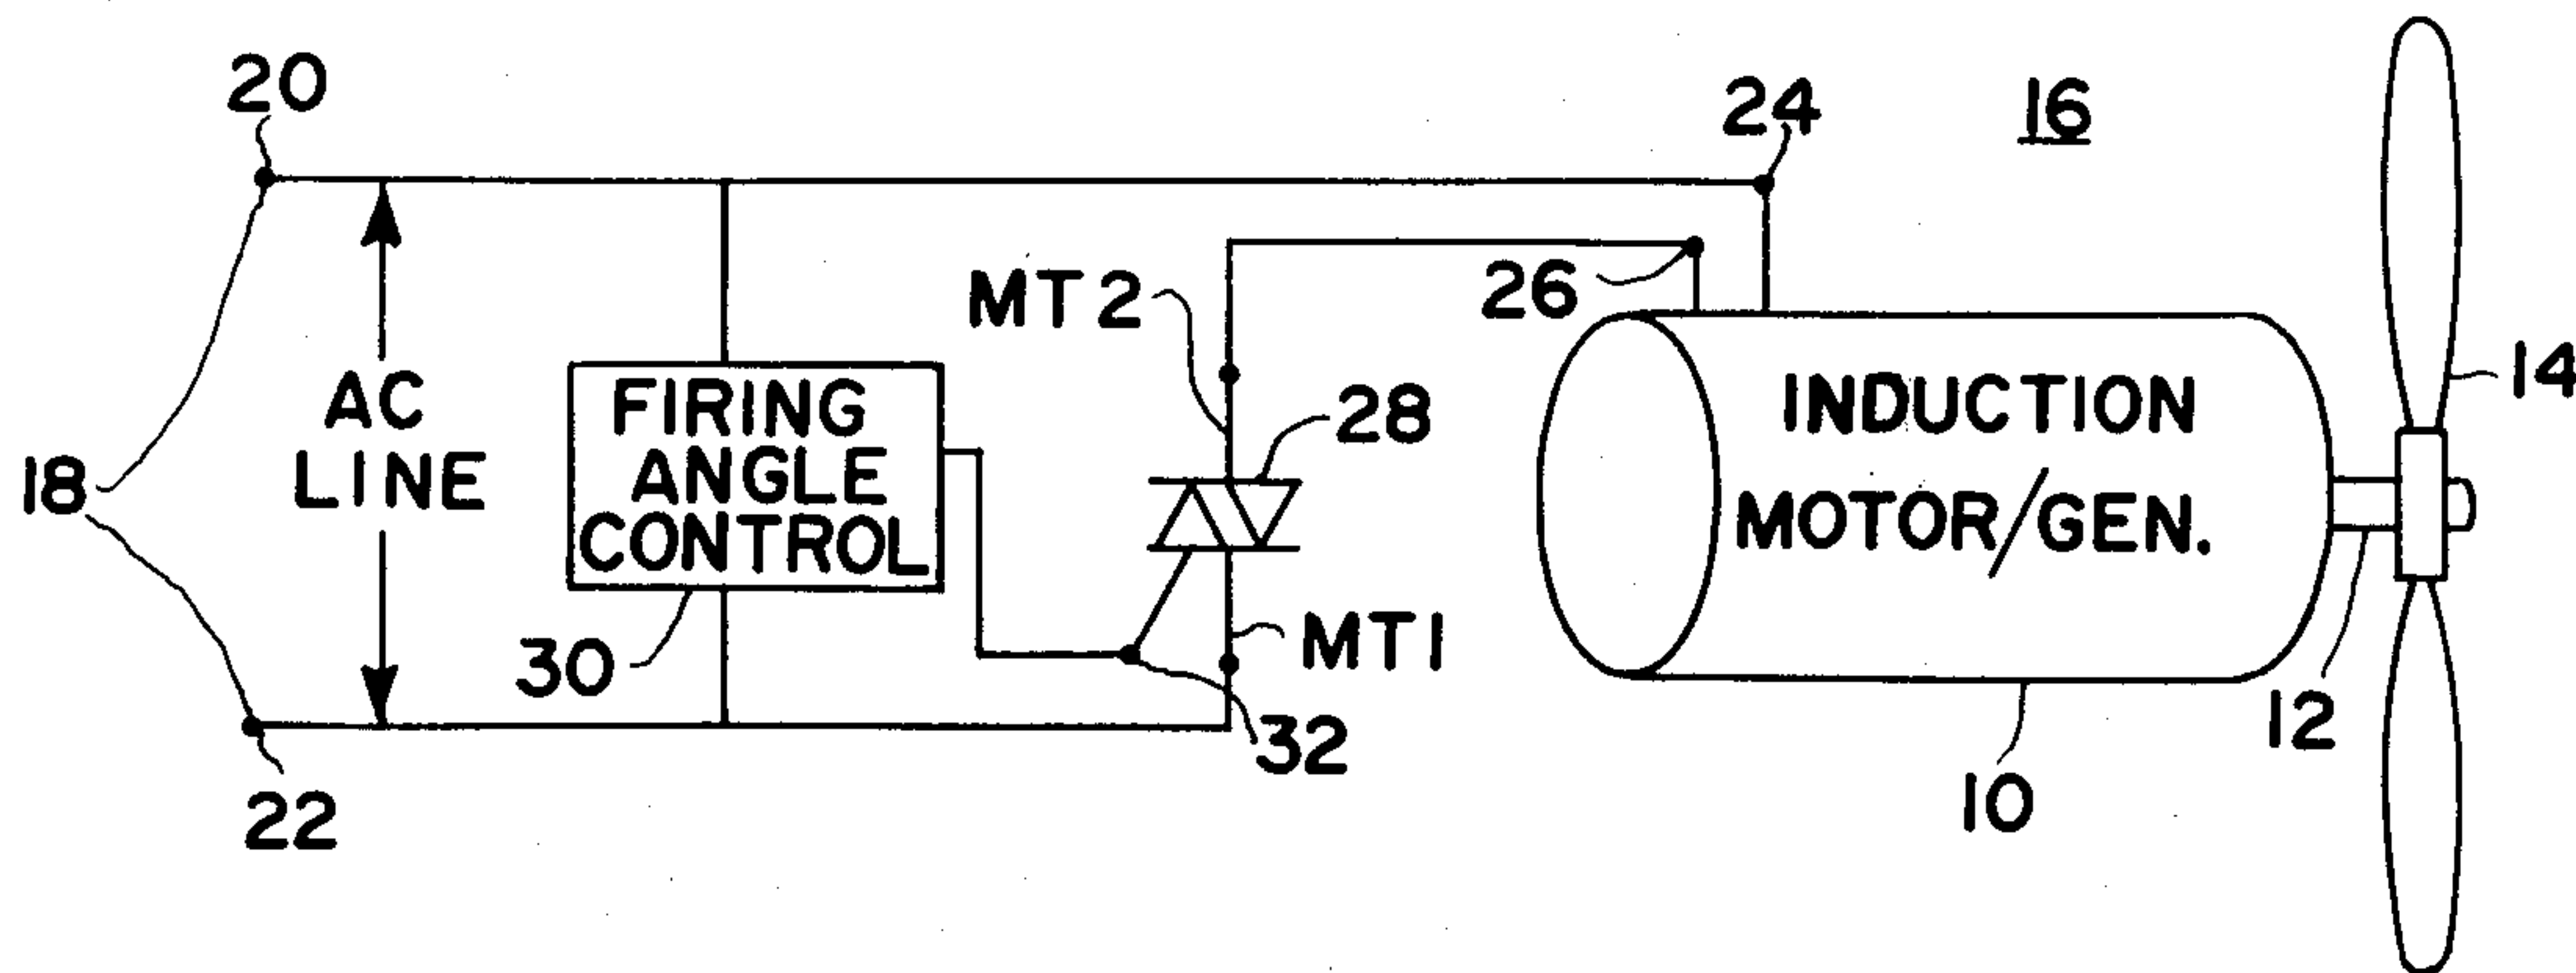 20
24
16
MT2
26
14
AC
LINE
FIRING
ANGLE
CONTROL
28
INDUCTION
MOTOR/GEN.
18
30
MT1
32
12
22
10